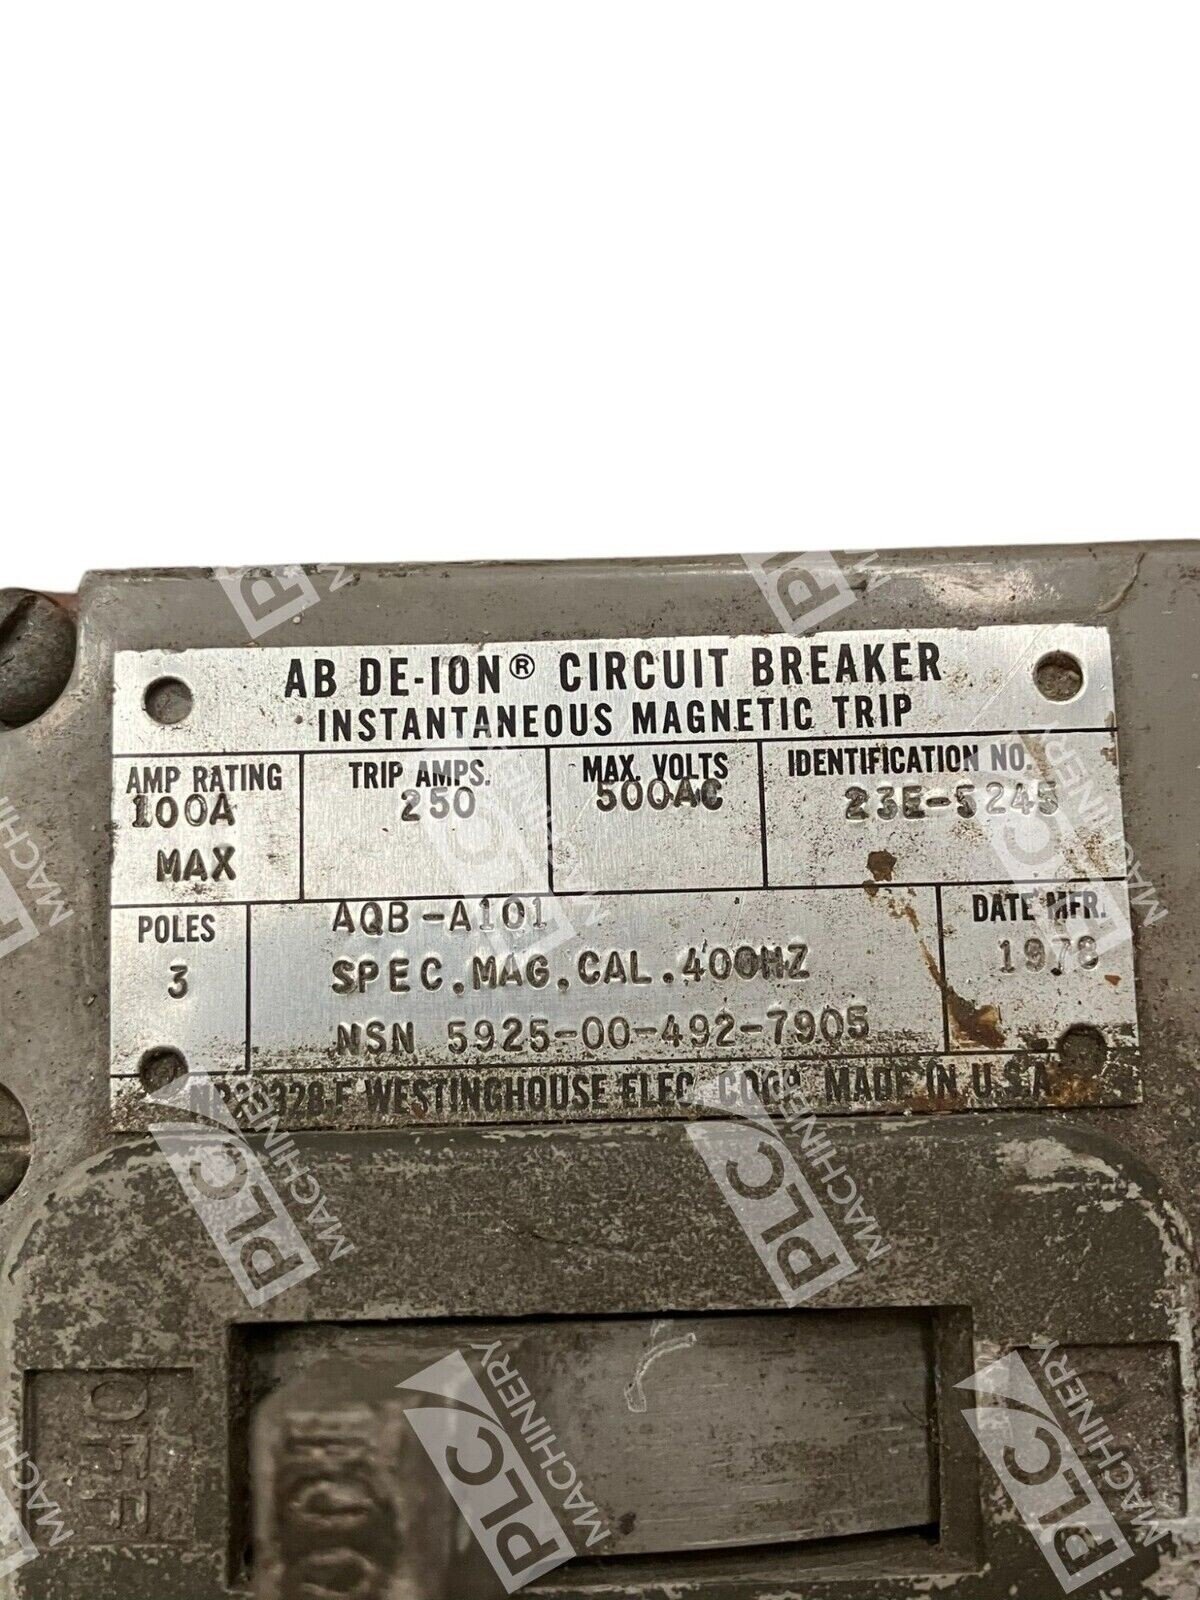 AB DE-ION® CIRCUIT BREAKER
INSTANTANEOUS MAGNETIC TRIP
AMP RATING
100A
MAX
TRIP AMPS.
250
MAX. VOLTS
500AC
IDENTIFICATION NO.
23E-5245
POLES
3
AQB-A101
SPEC.MAG.CAL.400HZ
NSN 5925-00-492-7905
DATE MFR.
1978
WESTINGHOUSE ELEC. CORP. MADE IN U.S.A.
OFF
PLC MACHINERY